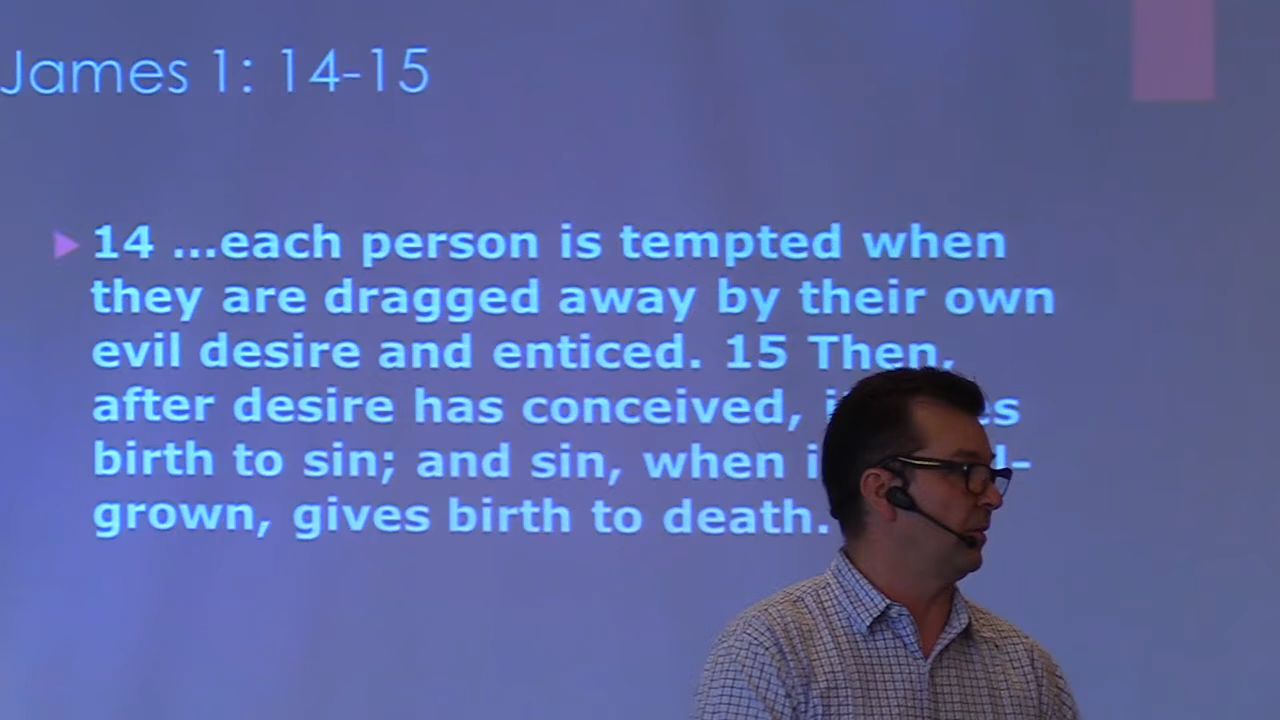 James 1: 14-15
14 ...each person is tempted when
they are dragged away by their own
evil desire and enticed. 15 Then,
after desire has conceived,
birth to sin; and sin, when
grown, gives birth to death.